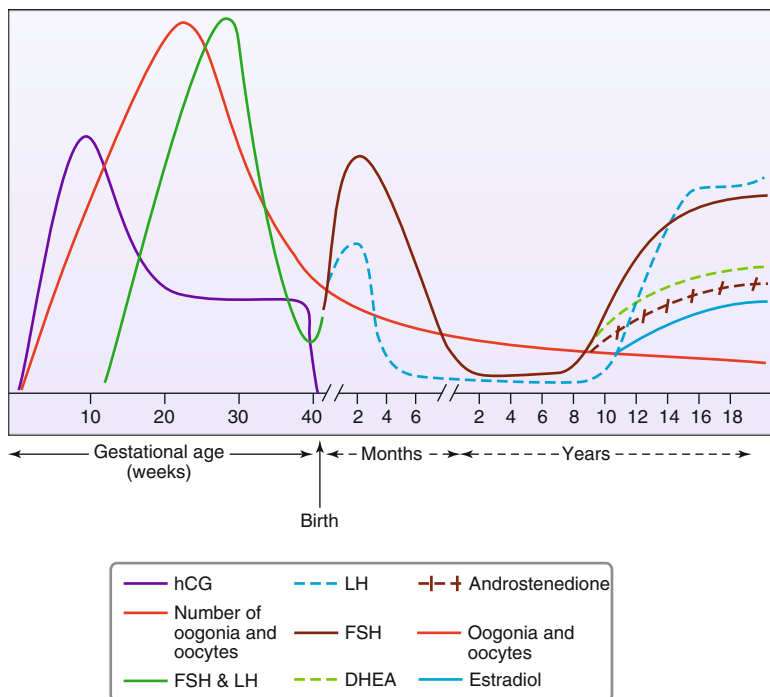 10 20 30 40 2 4 6 2 4 6 8 10 12 14 16 18
Gestational age
(weeks)
Months
Years
Birth
hCG
LH
Androstenedione
Number of
oogonia and
oocytes
FSH
Oogonia and
oocytes
FSH & LH
DHEA
Estradiol